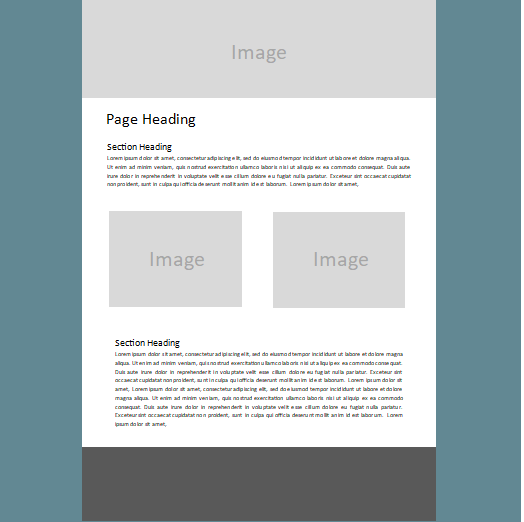 Image
Page Heading
Section Heading
Lorem ipsum dolor sit amet, consectetur adipiscing elit, sed do eiusmod tempor incididunt ut labore et dolore magna aliqua.
Ut enim ad minim veniam, quis nostrud exercitation ullamco laboris nisi ut aliquip ex ea commodo consequat. Duis aute
irure dolor in reprehenderit in voluptate velit esse cillum dolore eu fugiat nulla pariatur. Excepteur sint occaecat cupidatat
non proident, sunt in culpa qui officia deserunt mollit anim id est laborum. Lorem ipsum dolor sit amet,
Image
Image
Section Heading
Lorem ipsum dolor sit amet, consectetur adipiscing elit, sed do eiusmod tempor incididunt ut labore et dolore magna
aliqua. Ut enim ad minim veniam, quis nostrud exercitation ullamco laboris nisi ut aliquip ex ea commodo consequat.
Duis aute irure dolor in reprehenderit in voluptate velit esse cillum dolore eu fugiat nulla pariatur. Excepteur sint
occaecat cupidatat non proident, sunt in culpa qui officia deserunt mollit anim id est laborum. Lorem ipsum dolor sit
amet, Lorem ipsum dolor sit amet, consectetur adipiscing elit, sed do eiusmod tempor incididunt ut labore et dolore
magna aliqua. Ut enim ad minim veniam, quis nostrud exercitation ullamco laboris nisi ut aliquip ex ea commodo
consequat. Duis aute irure dolor in reprehenderit in voluptate velit esse cillum dolore eu fugiat nulla pariatur.
Excepteur sint occaecat cupidatat non proident, sunt in culpa qui officia deserunt mollit anim id est laborum. Lorem
ipsum dolor sit amet,